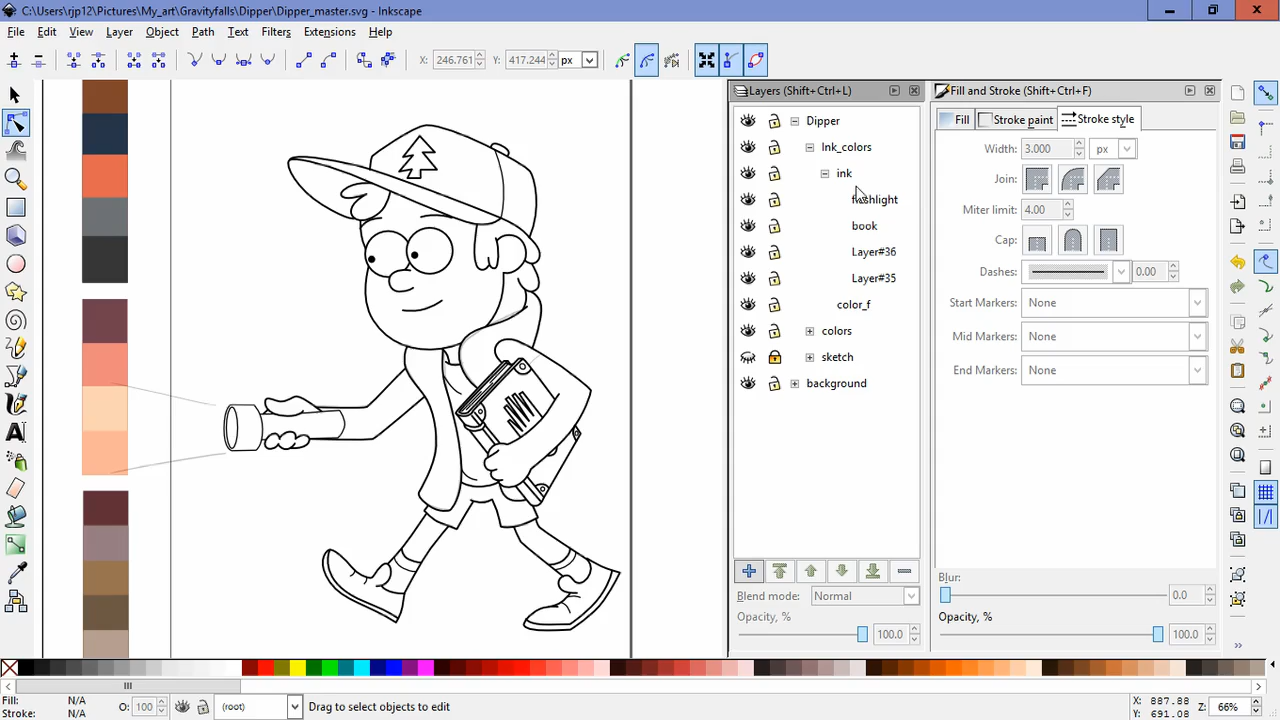 C:\Users\rjp12\Pictures\My_art\Gravityfalls\Dipper\Dipper_master.svg - Inkscape
File Edit View Layer Object Path Text Filters Extensions Help
X: 246.761 Y: 417.244 px
Layers (Shift+Ctrl+L)
Dipper
Ink_colors
ink
flashlight
book
Layer#36
Layer#35
color_f
colors
sketch
background
Blend mode: Normal
Opacity, %
100.0
Fill and Stroke (Shift+Ctrl+F)
Fill Stroke paint Stroke style
Width: 3.000 px
Join:
Miter limit: 4.00
Cap:
Dashes: 0.00
Start Markers: None
Mid Markers: None
End Markers: None
Blur:
0.0
Opacity, %
100.0
Fill: N/A
Stroke: N/A
O: 100
(root)
Drag to select objects to edit
X: 887.88
Y: 691.08
Z: 66%